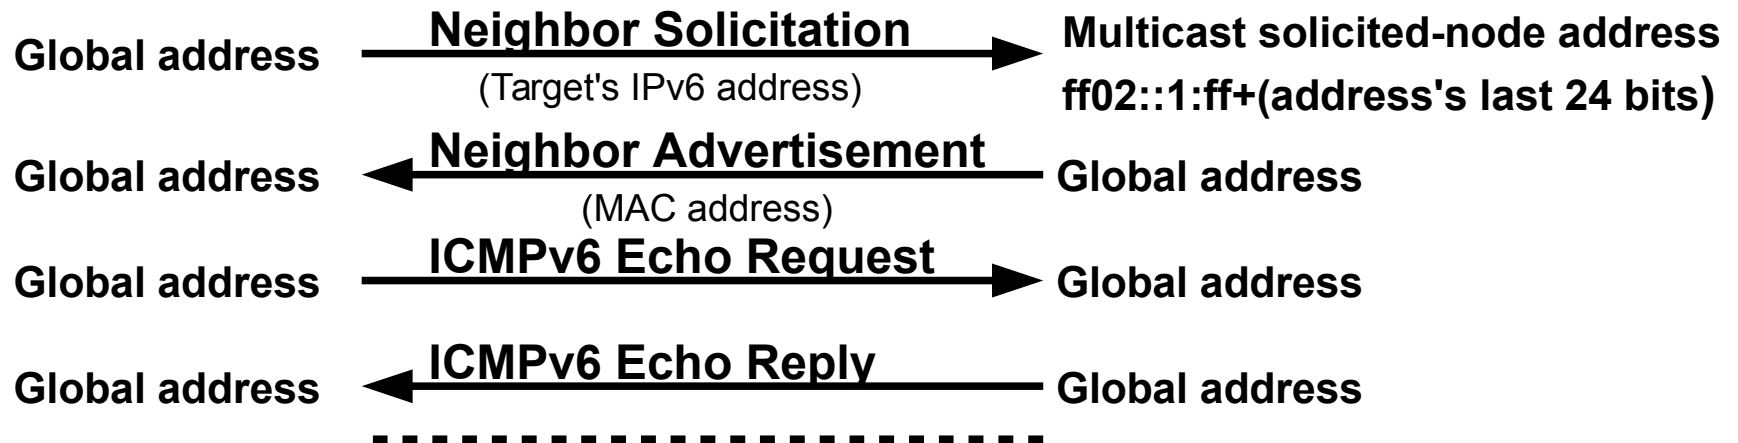 Global address Neighbor Solicitation Multicast solicited-node address
(Target's IPv6 address) ff02::1:ff+(address's last 24 bits)
Global address Neighbor Advertisement Global address
(MAC address)
Global address ICMPv6 Echo Request Global address
Global address ICMPv6 Echo Reply Global address